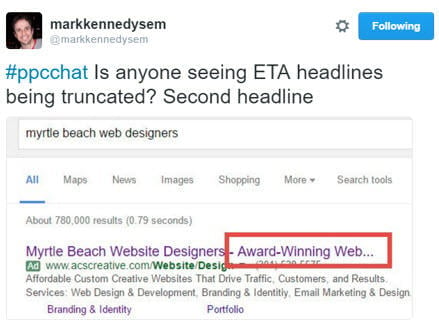 markkennedysem
@markkennedysem
Following
#ppcchat Is anyone seeing ETA headlines
being truncated? Second headline
myrtle beach web designers
All Maps News Images Shopping More Search tools
About 780,000 results (0.79 seconds)
Myrtle Beach Website Designers - Award-Winning Web...
Ad www.acscreative.com/Website/Design
Affordable Custom Creative Websites That Drive Traffic, Customers, and Results.
Services: Web Design & Development, Branding & Identitiy, Email Marketing & Design.
Branding & Identity Portfolio